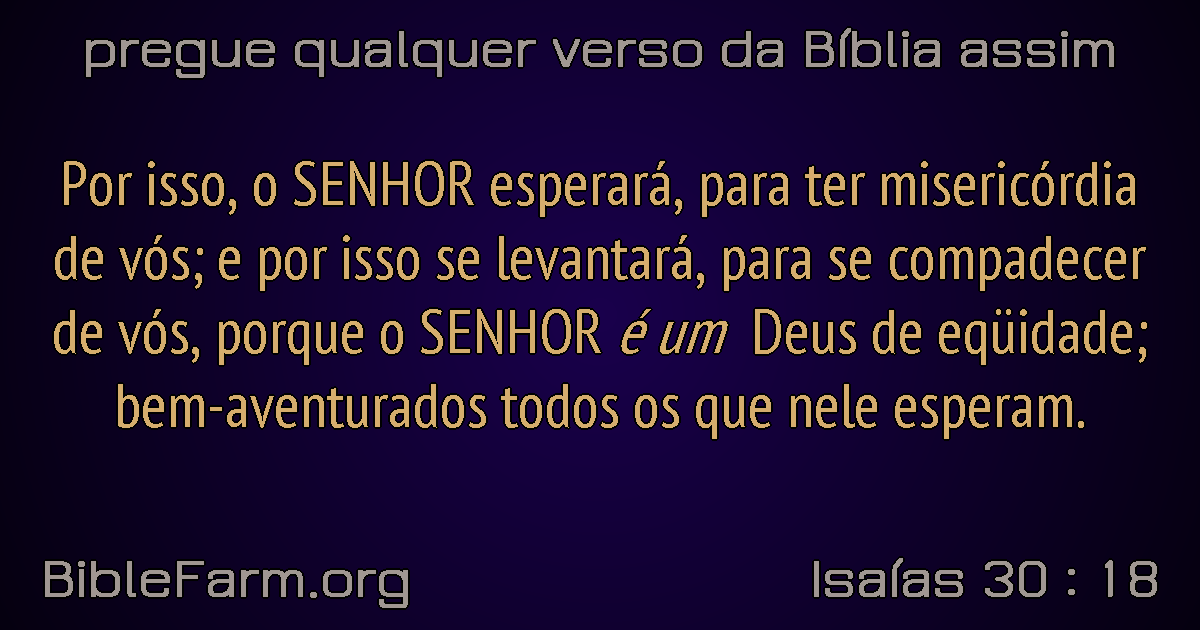 pregue qualquer verso da Bíblia assim
Por isso, o SENHOR esperará, para ter misericórdia
de vós; e por isso se levantará, para se compadecer
de vós, porque o SENHOR é um Deus de eqüidade;
bem-aventurados todos os que nele esperam.
BibleFarm.org
Isaías 30 : 18